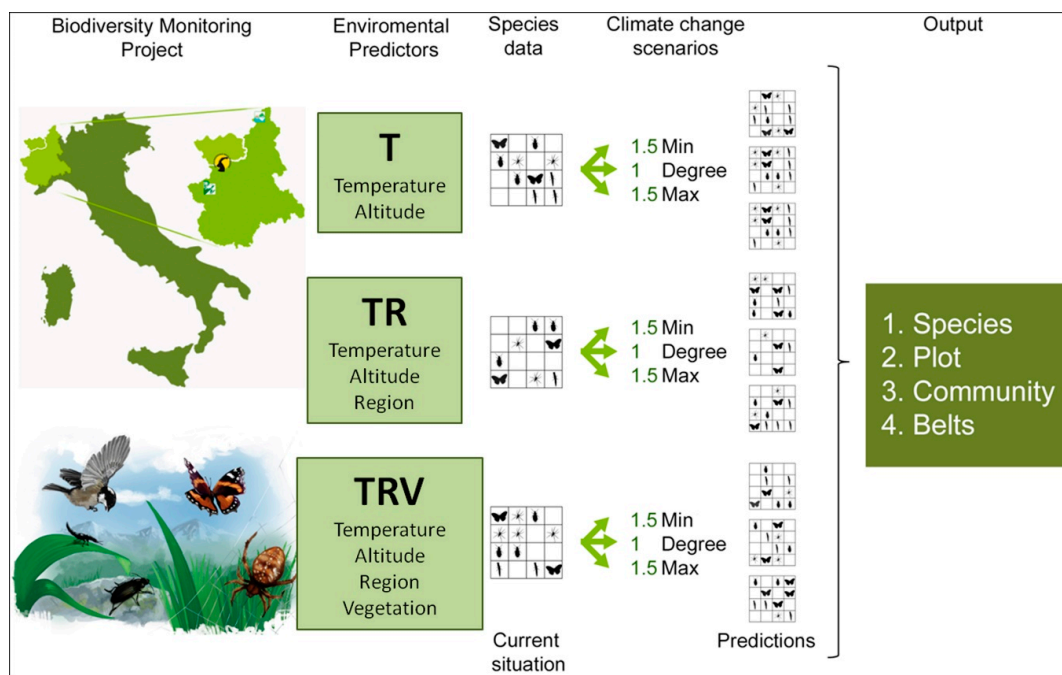 Biodiversity Monitoring
Project
Enviromental
Predictors
Species
data
Climate change
scenarios
Output
T
Temperature
Altitude
1.5 Min
1 Degree
1.5 Max
TR
Temperature
Altitude
Region
1.5 Min
1 Degree
1.5 Max
TRV
Temperature
Altitude
Region
Vegetation
1.5 Min
1 Degree
1.5 Max
Current
situation
Predictions
1. Species
2. Plot
3. Community
4. Belts